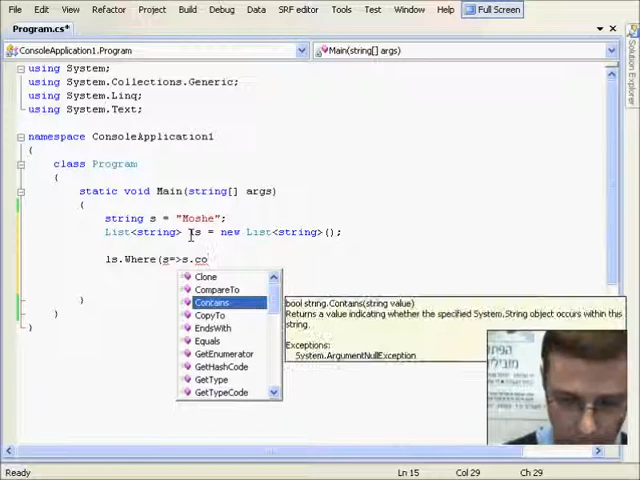 File Edit View Refactor Project Build Debug Data SRF editor Tools Test Window Help Full Screen
Program.cs*
ConsoleApplication1.Program Main(string[] args)
Solution Explorer
using System;
using System.Collections.Generic;
using System.Linq;
using System.Text;
namespace ConsoleApplication1
{
class Program
{
static void Main(string[] args)
{
string s = "Moshe";
List<string> ls = new List<string>();
ls.Where(s=>s.co
Clone
CompareTo
Contains
CopyTo
EndsWith
Equals
GetEnumerator
GetHashCode
GetType
GetTypeCode
bool string.Contains(string value)
Returns a value indicating whether the specified System.String object occurs within this
string.
Exceptions:
System.ArgumentNullException
}
}
}
Ready Ln 15 Col 29 Ch 29